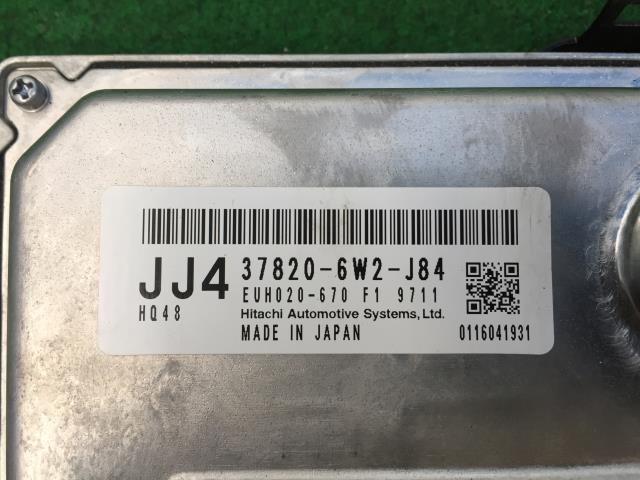 JJ4 37820-6W2-J84
EUH020-670 F1 9711
HQ48 Hitachi Automotive Systems, Ltd.
MADE IN JAPAN 0116041931